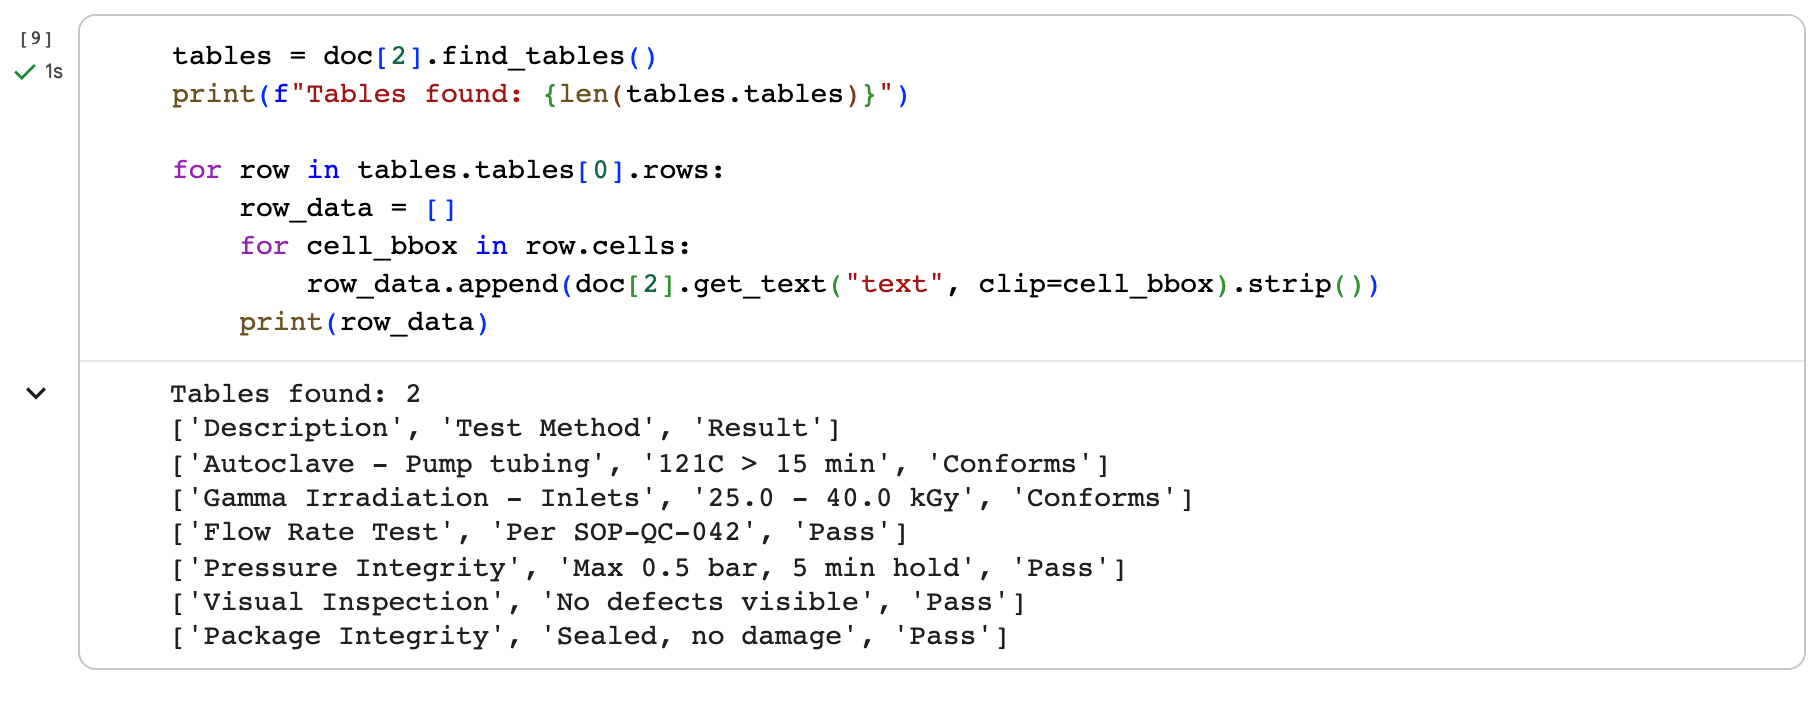 [9]
1s
tables = doc[2].find_tables()
print(f"Tables found: {len(tables.tables)}")
for row in tables.tables[0].rows:
    row_data = []
    for cell_bbox in row.cells:
        row_data.append(doc[2].get_text("text", clip=cell_bbox).strip())
    print(row_data)
Tables found: 2
['Description', 'Test Method', 'Result']
['Autoclave - Pump tubing', '121C > 15 min', 'Conforms']
['Gamma Irradiation - Inlets', '25.0 - 40.0 kGy', 'Conforms']
['Flow Rate Test', 'Per SOP-QC-042', 'Pass']
['Pressure Integrity', 'Max 0.5 bar, 5 min hold', 'Pass']
['Visual Inspection', 'No defects visible', 'Pass']
['Package Integrity', 'Sealed, no damage', 'Pass']